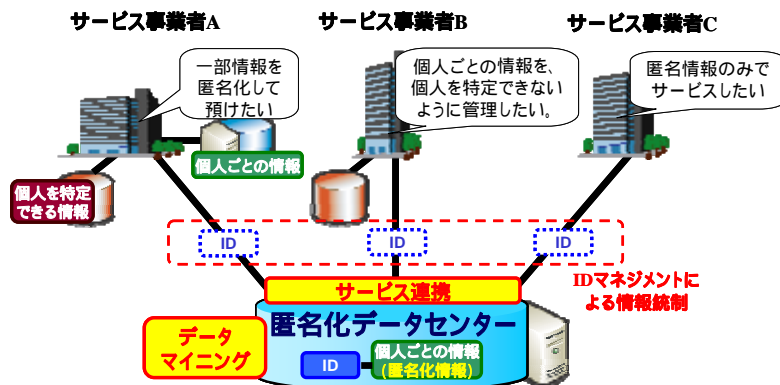 サービス事業者A
サービス事業者B
サービス事業者C
一部情報を
匿名化して
預けたい
個人ごとの情報を、
個人を特定できない
ように管理したい。
匿名情報のみで
サービスしたい
個人ごとの情報
個人を特定
できる情報
ID
ID
ID
IDマネジメントに
よる情報統制
サービス連携
匿名化データセンター
データ
マイニング
ID
個人ごとの情報
(匿名化情報)